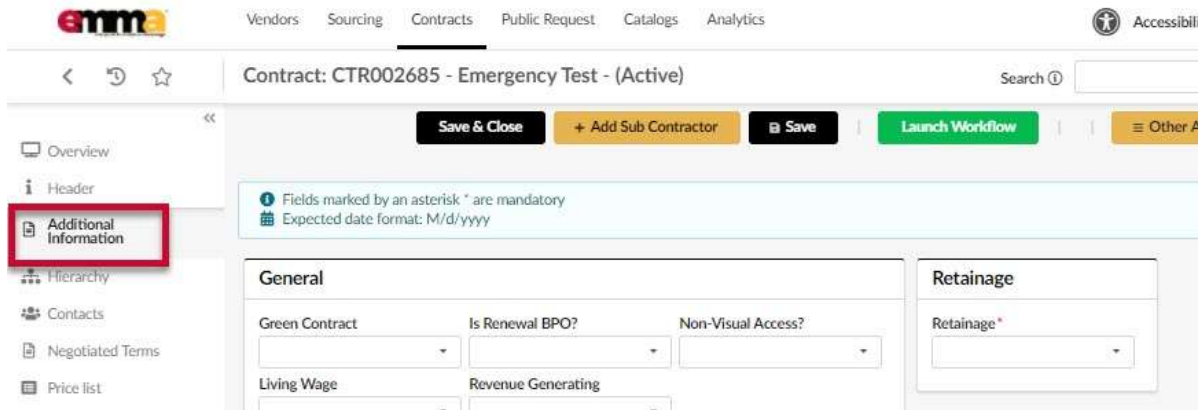 emma
Vendors Sourcing Contracts Public Request Catalogs Analytics
Accessibili
Contract: CTR002685 - Emergency Test - (Active)
Search
Save & Close
+ Add Sub Contractor
Save
Launch Workflow
Other A
Overview
Header
Additional
Information
Hierarchy
Contacts
Negotiated Terms
Price list
Fields marked by an asterisk * are mandatory
Expected date format: M/d/yyyy
General
Green Contract Is Renewal BPO? Non-Visual Access?
Living Wage Revenue Generating
Retainage
Retainage*